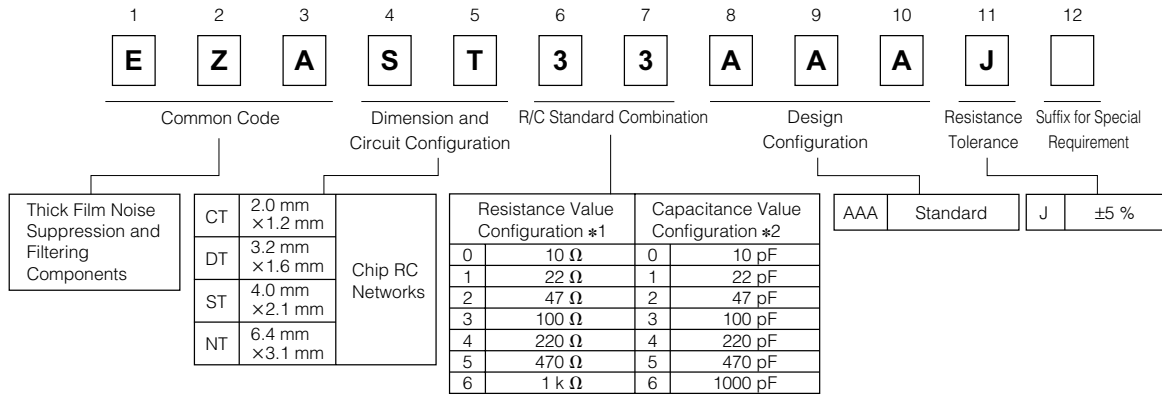 1 2 3 4 5 6 7 8 9 10 11 12
E Z A S T 3 3 A A A J
Common Code
Dimension and
Circuit Configuration
R/C Standard Combination
Design
Configuration
Resistance
Tolerance
Suffix for Special
Requirement
Thick Film Noise
Suppression and
Filtering
Components
CT 2.0 mm
×1.2 mm
DT 3.2 mm
×1.6 mm
ST 4.0 mm
×2.1 mm
NT 6.4 mm
×3.1 mm
Chip RC
Networks
Resistance Value
Configuration *1
Capacitance Value
Configuration *2
0 10 Ω 0 10 pF
1 22 Ω 1 22 pF
2 47 Ω 2 47 pF
3 100 Ω 3 100 pF
4 220 Ω 4 220 pF
5 470 Ω 5 470 pF
6 1 k Ω 6 1000 pF
AAA Standard
J ±5 %